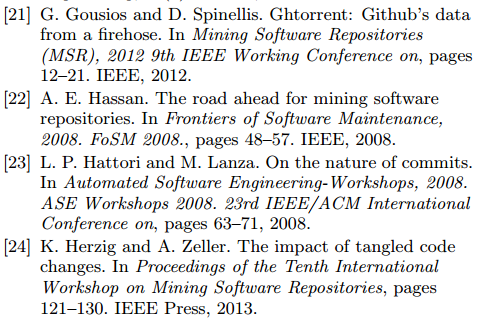 [21] G. Gousios and D. Spinellis. Ghtorrent: Github's data
from a firehose. In Mining Software Repositories
(MSR), 2012 9th IEEE Working Conference on, pages
12–21. IEEE, 2012.
[22] A. E. Hassan. The road ahead for mining software
repositories. In Frontiers of Software Maintenance,
2008. FoSM 2008., pages 48–57. IEEE, 2008.
[23] L. P. Hattori and M. Lanza. On the nature of commits.
In Automated Software Engineering-Workshops, 2008.
ASE Workshops 2008. 23rd IEEE/ACM International
Conference on, pages 63–71, 2008.
[24] K. Herzig and A. Zeller. The impact of tangled code
changes. In Proceedings of the Tenth International
Workshop on Mining Software Repositories, pages
121–130. IEEE Press, 2013.